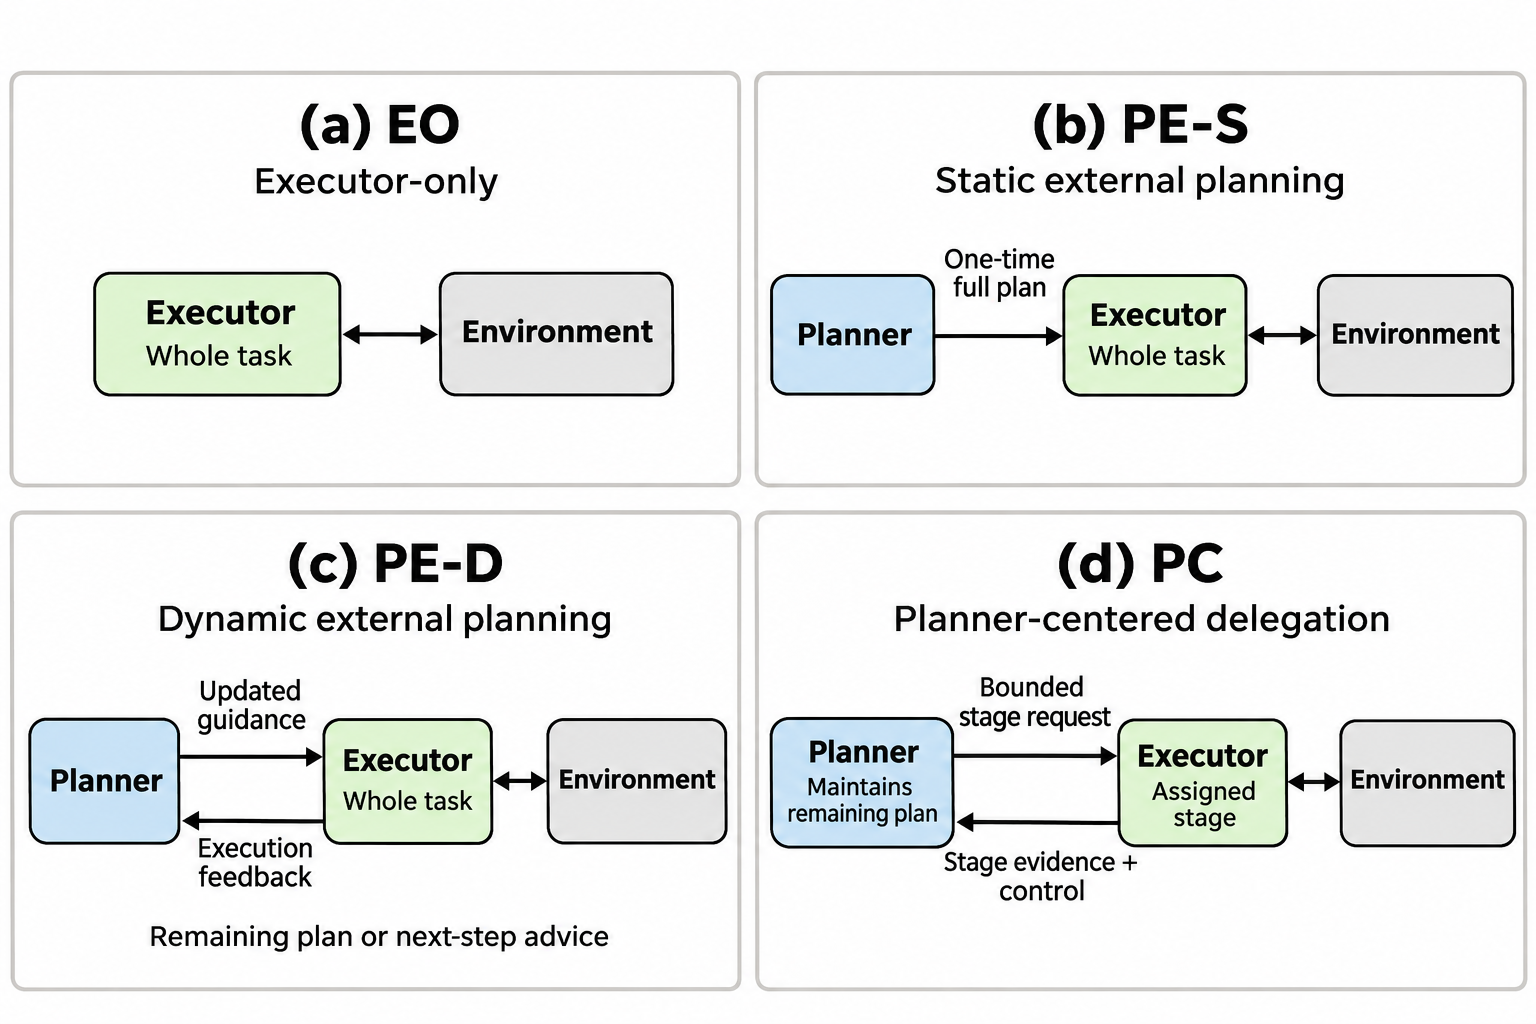 (a) EO
Executor-only
Executor
Whole task
Environment
(b) PE-S
Static external planning
One-time
full plan
Planner
Executor
Whole task
Environment
(c) PE-D
Dynamic external planning
Updated
guidance
Planner
Executor
Whole task
Environment
Execution
feedback
Remaining plan or next-step advice
(d) PC
Planner-centered delegation
Bounded
stage request
Planner
Maintains
remaining plan
Executor
Assigned
stage
Environment
Stage evidence +
control